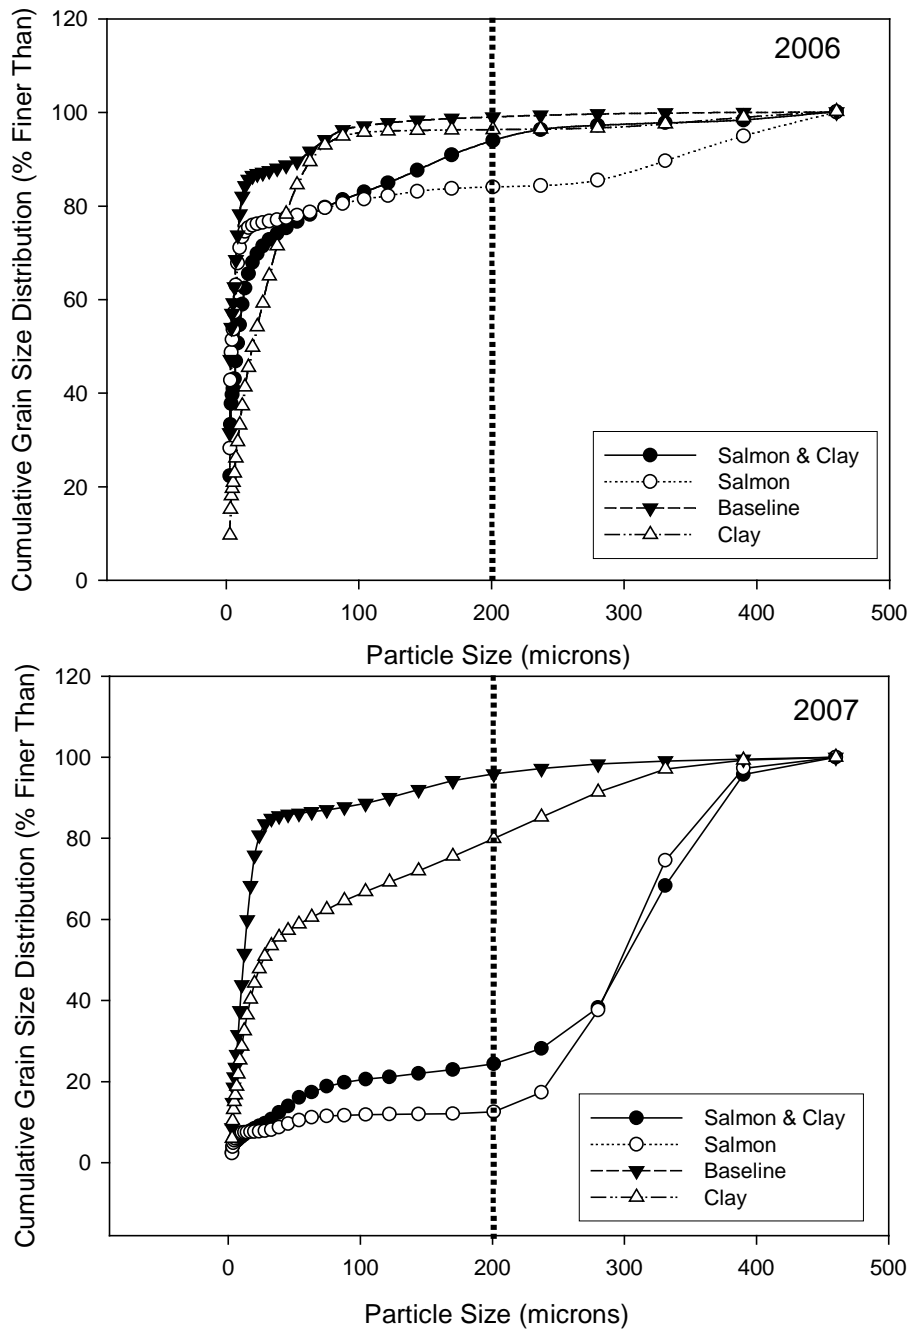 120
100
80
60
40
20
0
Cumulative Grain Size Distribution (% Finer Than)
2006
Salmon & Clay
Salmon
Baseline
Clay
0 100 200 300 400 500
Particle Size (microns)
120
100
80
60
40
20
0
Cumulative Grain Size Distribution (% Finer Than)
2007
Salmon & Clay
Salmon
Baseline
Clay
0 100 200 300 400 500
Particle Size (microns)